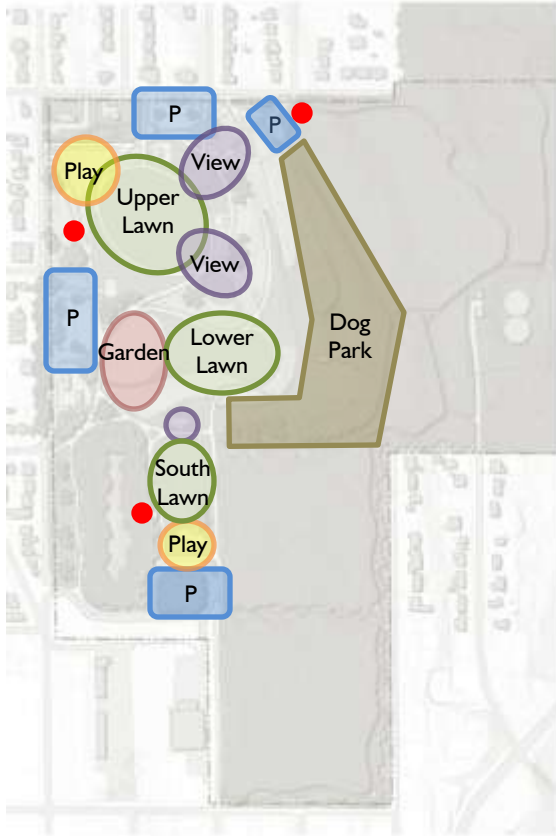 P
P
View
Play
Upper
Lawn
View
P
Dog
Park
Lower
Lawn
Garden
South
Lawn
Play
P